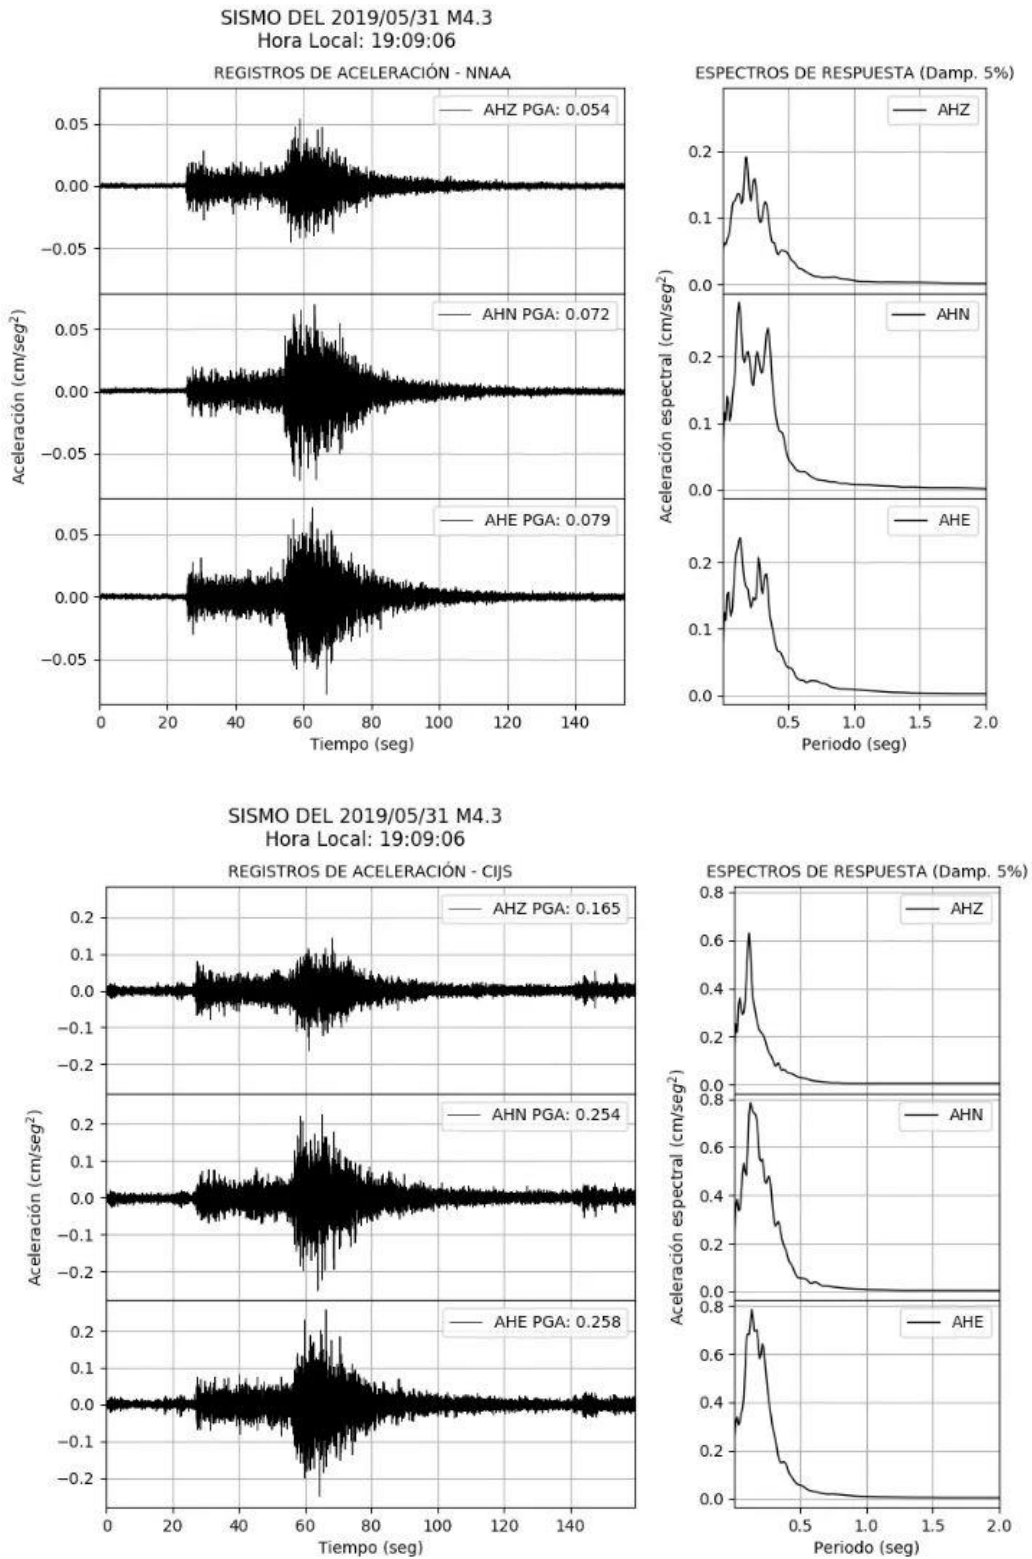 SISMO DEL 2019/05/31 M4.3
Hora Local: 19:09:06
REGISTROS DE ACELERACIÓN - NNAA
ESPECTROS DE RESPUESTA (Damp. 5%)
Aceleración (cm/seg²)
0.05
0.00
−0.05
AHZ PGA: 0.054
0.05
0.00
−0.05
AHN PGA: 0.072
0.05
0.00
−0.05
AHE PGA: 0.079
0 20 40 60 80 100 120 140
Tiempo (seg)
Aceleración espectral (cm/seg²)
0.2
0.1
0.0
AHZ
0.2
0.1
0.0
AHN
0.2
0.1
0.0
AHE
0.5 1.0 1.5 2.0
Periodo (seg)
SISMO DEL 2019/05/31 M4.3
Hora Local: 19:09:06
REGISTROS DE ACELERACIÓN - CIJS
ESPECTROS DE RESPUESTA (Damp. 5%)
Aceleración (cm/seg²)
0.2
0.1
0.0
−0.1
−0.2
AHZ PGA: 0.165
0.2
0.1
0.0
−0.1
−0.2
AHN PGA: 0.254
0.2
0.1
0.0
−0.1
−0.2
AHE PGA: 0.258
0 20 40 60 80 100 120 140
Tiempo (seg)
Aceleración espectral (cm/seg²)
0.8
0.6
0.4
0.2
0.0
AHZ
0.8
0.6
0.4
0.2
0.0
AHN
0.8
0.6
0.4
0.2
0.0
AHE
0.5 1.0 1.5 2.0
Periodo (seg)